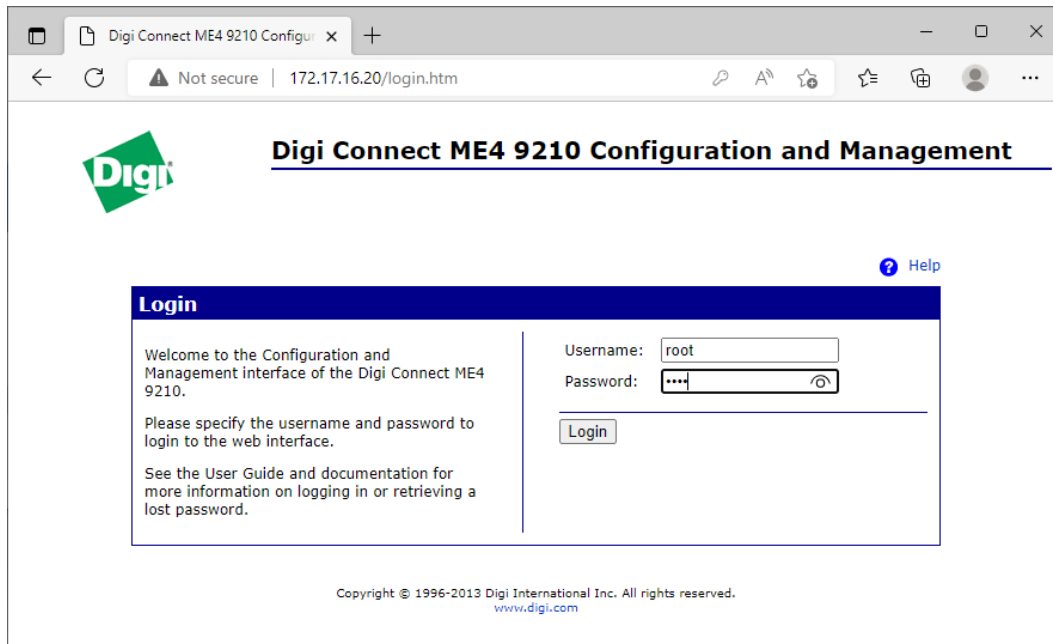 Digi Connect ME4 9210 Configur
Not secure | 172.17.16.20/login.htm
Digi
Digi Connect ME4 9210 Configuration and Management
Help
Login
Welcome to the Configuration and
Management interface of the Digi Connect ME4
9210.
Please specify the username and password to
login to the web interface.
See the User Guide and documentation for
more information on logging in or retrieving a
lost password.
Username: root
Password: ••••
Login
Copyright © 1996-2013 Digi International Inc. All rights reserved.
www.digi.com